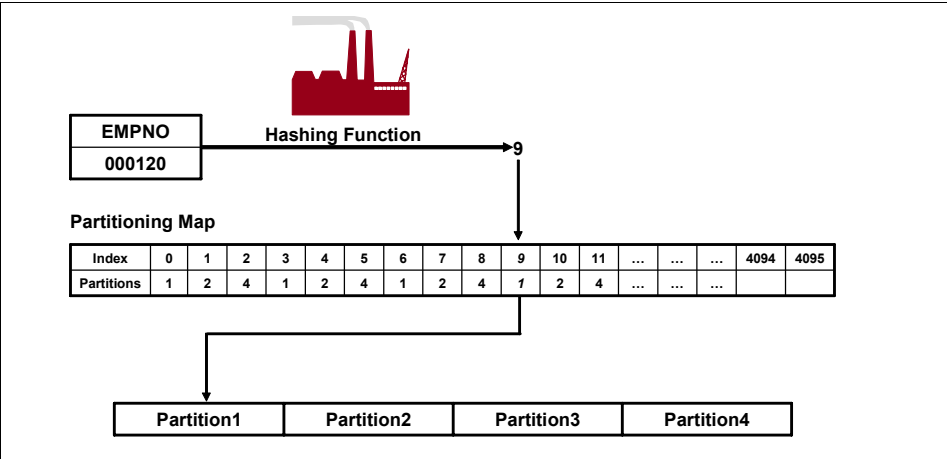 EMPNO
000120
Hashing Function
9
Partitioning Map
Index 0 1 2 3 4 5 6 7 8 9 10 11 ... ... ... 4094 4095
Partitions 1 2 4 1 2 4 1 2 4 1 2 4 ... ... ...
Partition1 Partition2 Partition3 Partition4